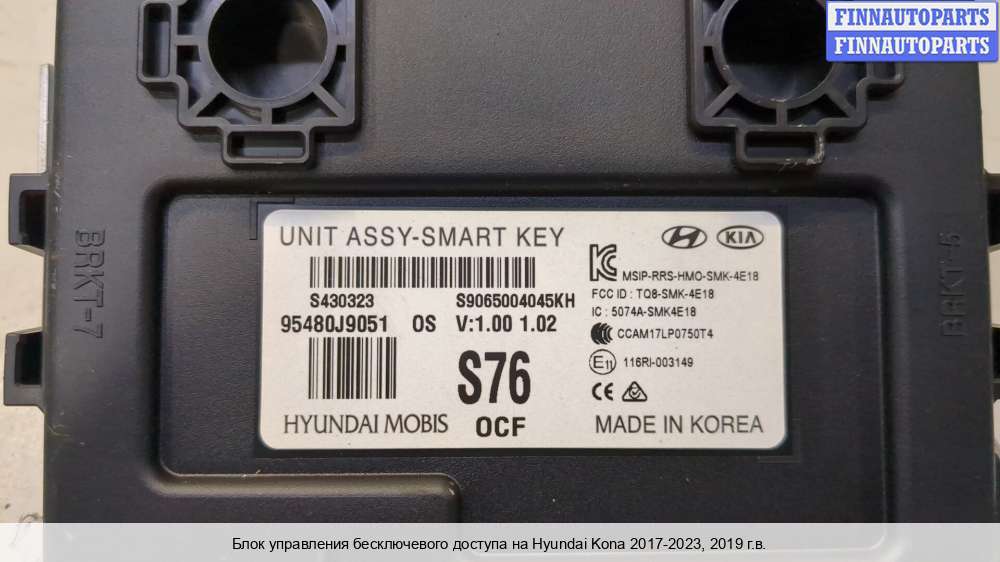 FINNAUTOPARTS
FINNAUTOPARTS
BRKT-7
BRKT-5
UNIT ASSY-SMART KEY
HYUNDAI KIA
MSIP-RRS-HMO-SMK-4E18
S430323 S9065004045KH
FCC ID : TQ8-SMK-4E18
IC : 5074A-SMK4E18
95480J9051 OS V:1.00 1.02
CCAM17LP0750T4
S76
E11 116RI-003149
CE
HYUNDAI MOBIS OCF MADE IN KOREA
Блок управления бесключевого доступа на Hyundai Kona 2017-2023, 2019 г.в.